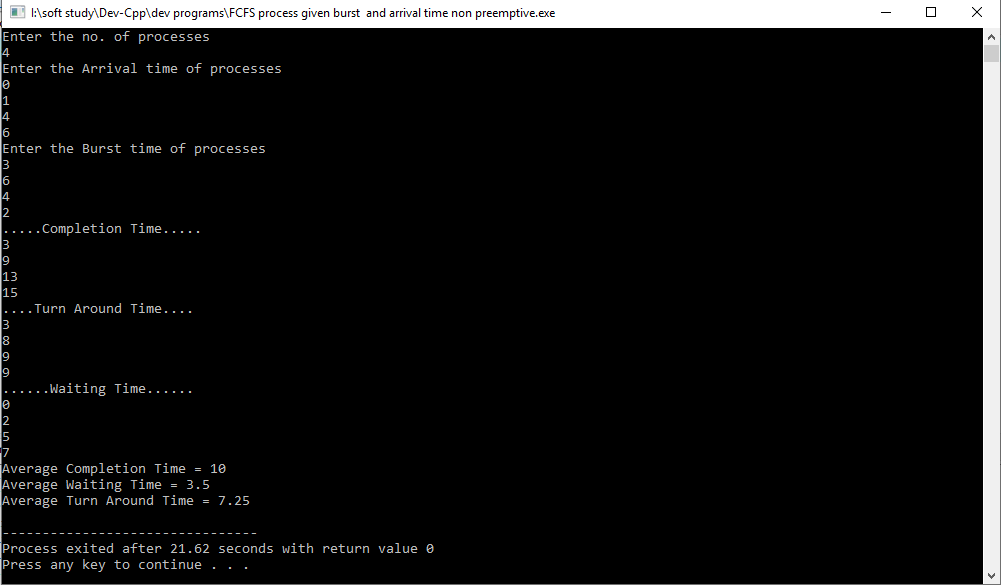 I:\soft study\Dev-Cpp\dev programs\FCFS process given burst  and arrival time non preemptive.exe
Enter the no. of processes
4
Enter the Arrival time of processes
0
1
4
6
Enter the Burst time of processes
3
6
4
2
.....Completion Time.....
3
9
13
15
....Turn Around Time....
3
8
9
9
......Waiting Time......
0
2
5
7
Average Completion Time = 10
Average Waiting Time = 3.5
Average Turn Around Time = 7.25
--------------------------------
Process exited after 21.62 seconds with return value 0
Press any key to continue . . .